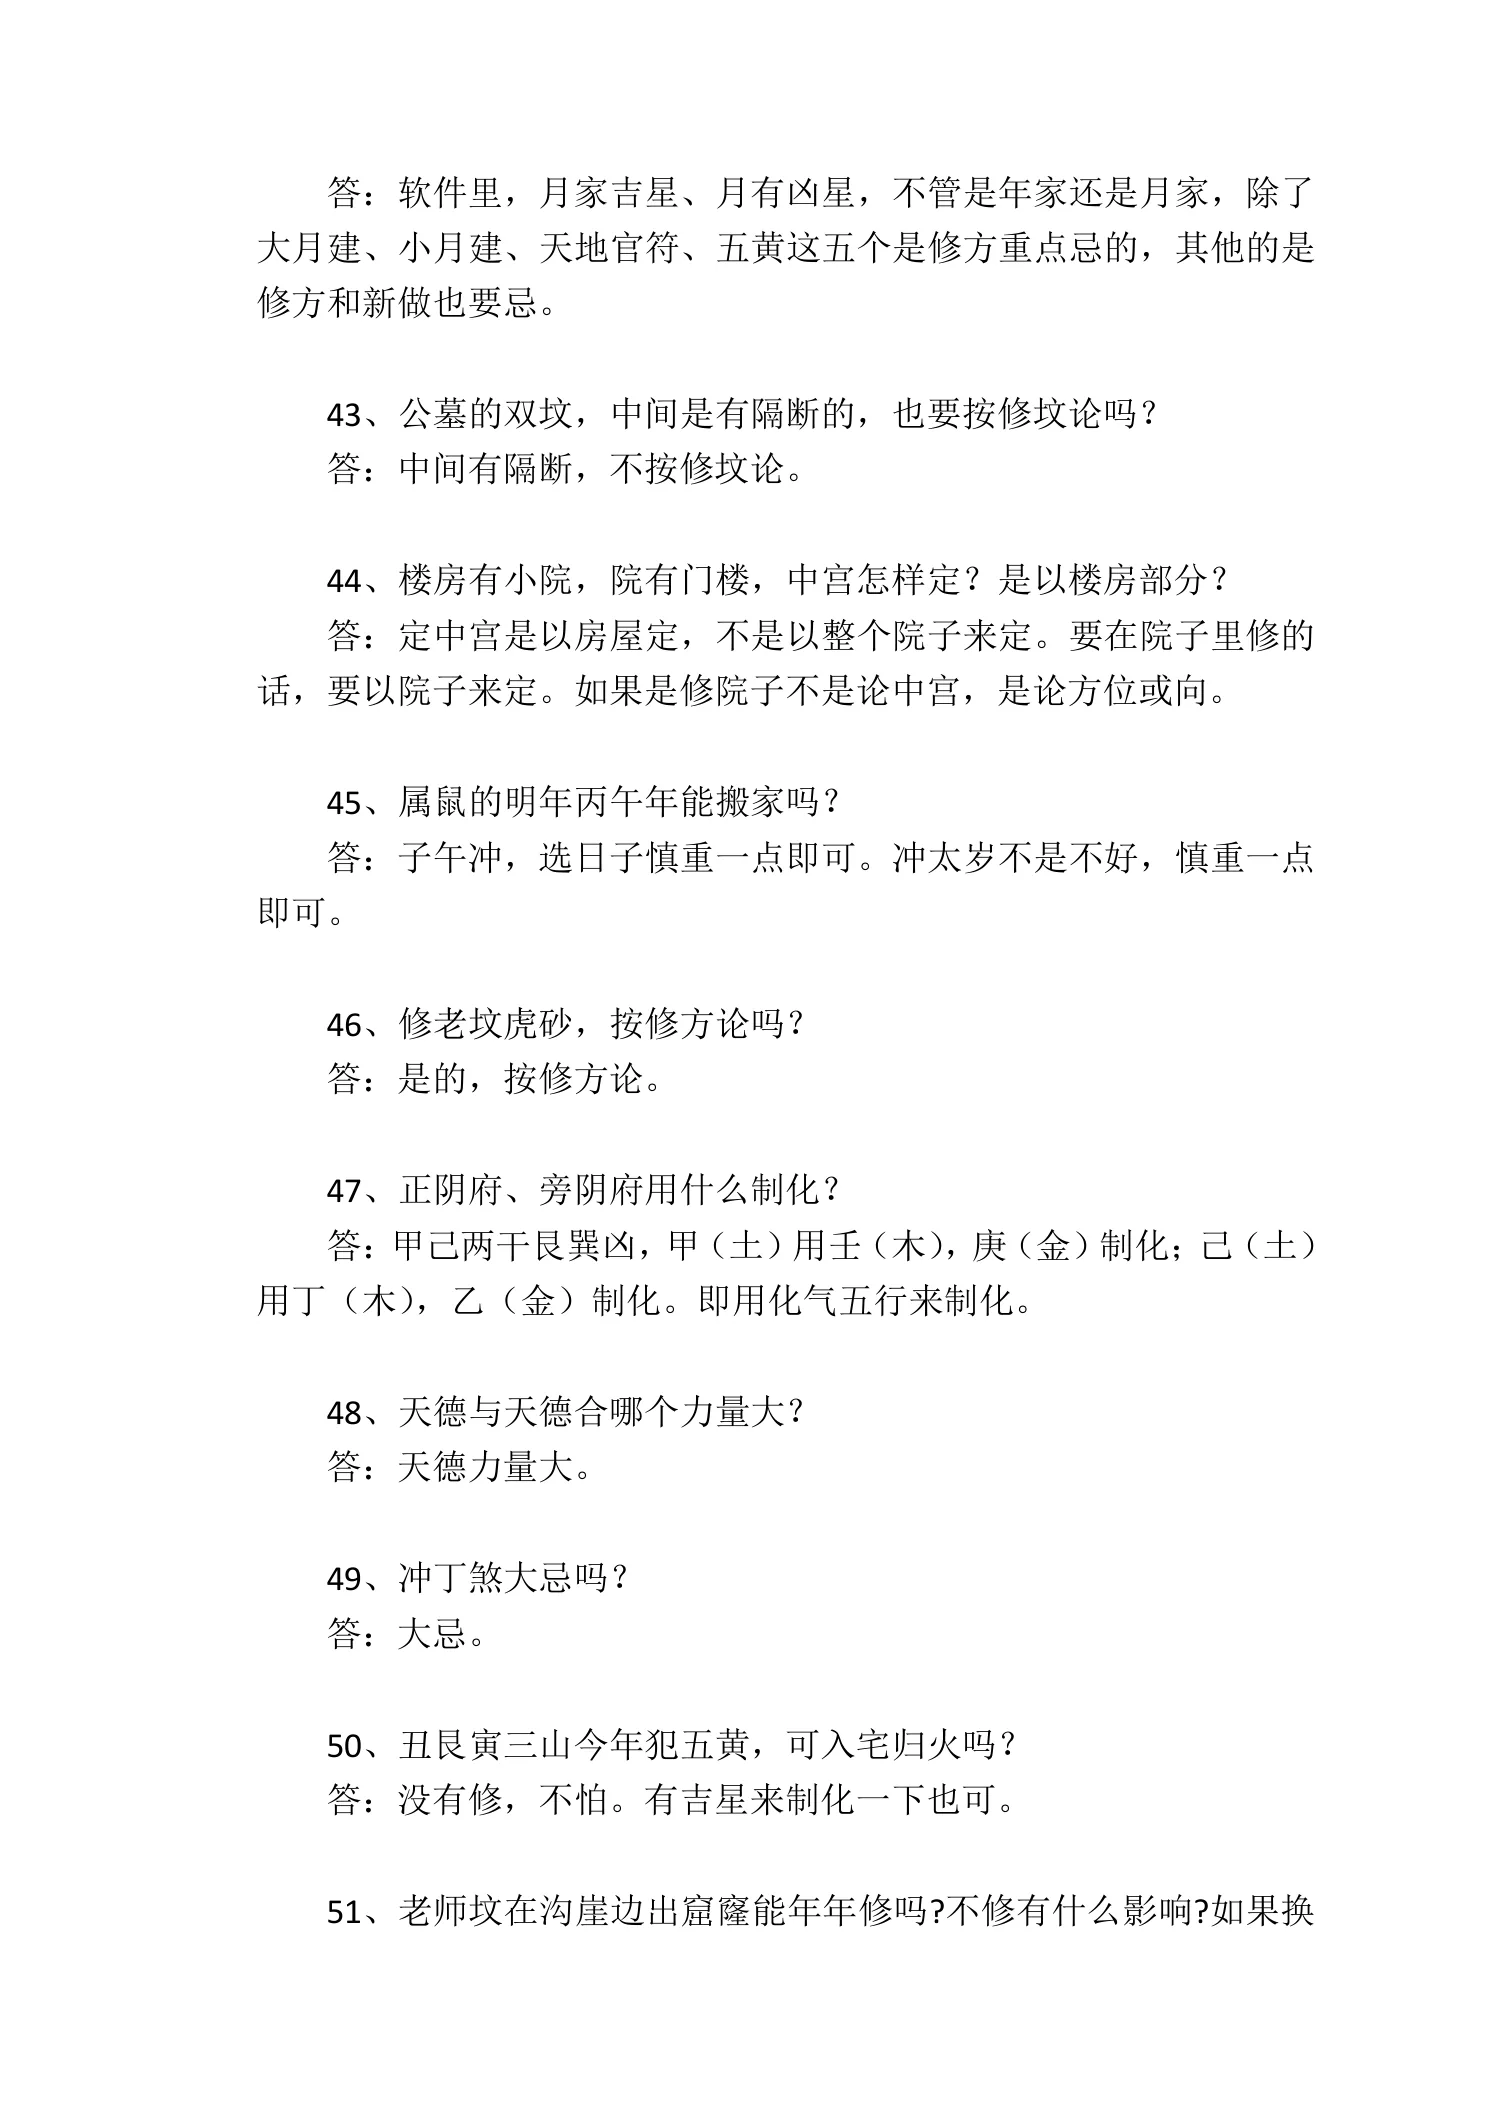 答：软件里，月家吉星、月有凶星，不管是年家还是月家，除了
大月建、小月建、天地官符、五黄这五个是修方重点忌的，其他的是
修方和新做也要忌。
43、公墓的双坟，中间是有隔断的，也要按修坟论吗？
答：中间有隔断，不按修坟论。
44、楼房有小院，院有门楼，中宫怎样定？是以楼房部分？
答：定中宫是以房屋定，不是以整个院子来定。要在院子里修的
话，要以院子来定。如果是修院子不是论中宫，是论方位或向。
45、属鼠的明年丙午年能搬家吗？
答：子午冲，选日子慎重一点即可。冲太岁不是不好，慎重一点
即可。
46、修老坟虎砂，按修方论吗？
答：是的，按修方论。
47、正阴府、旁阴府用什么制化？
答：甲己两干艮巽凶，甲（土）用壬（木），庚（金）制化；己（土）
用丁（木），乙（金）制化。即用化气五行来制化。
48、天德与天德合哪个力量大？
答：天德力量大。
49、冲丁煞大忌吗？
答：大忌。
50、丑艮寅三山今年犯五黄，可入宅归火吗？
答：没有修，不怕。有吉星来制化一下也可。
51、老师坟在沟崖边出窟窿能年年修吗?不修有什么影响?如果换